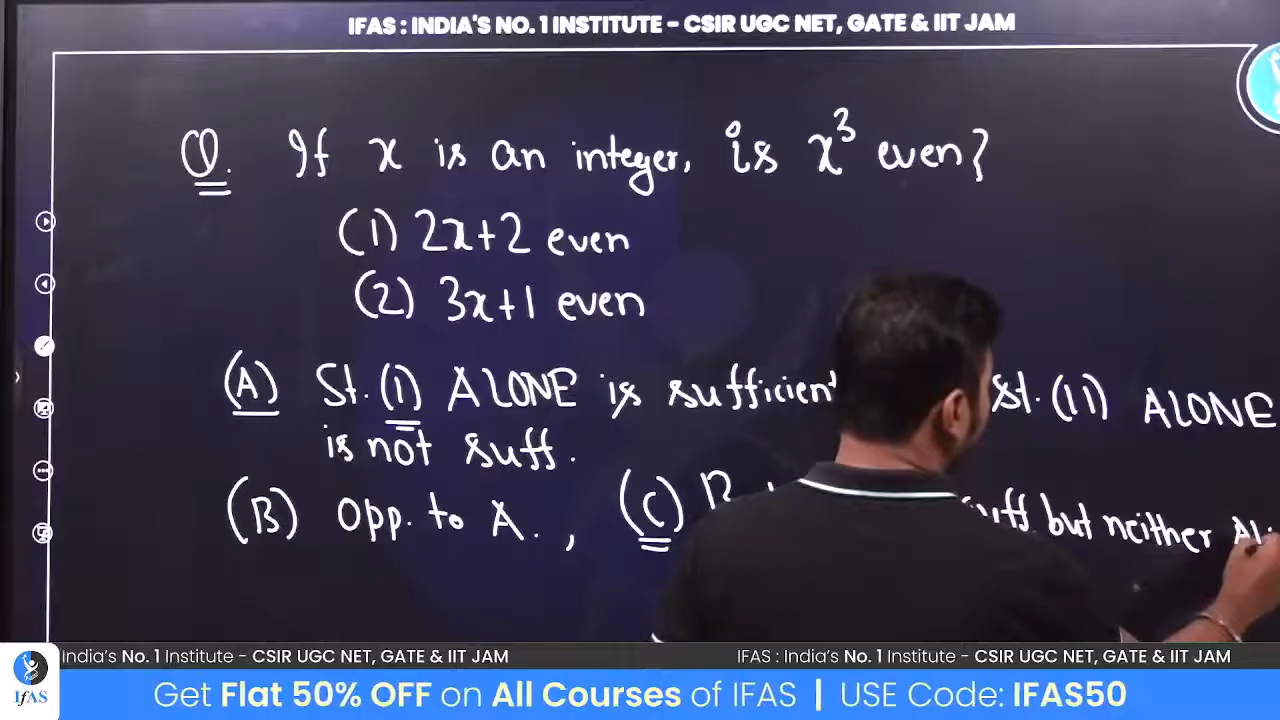 IFAS : INDIA'S NO. 1 INSTITUTE - CSIR UGC NET, GATE & IIT JAM
Q. If x is an integer, is x³ even?
(1) 2x+2 even
(2) 3x+1 even
(A) St. (1) ALONE is sufficient St. (11) ALONE
is not suff.
(B) Opp. to A. , (C) suff. but neither
India's No. 1 Institute - CSIR UGC NET, GATE & IIT JAM IFAS : India's No. 1 Institute - CSIR UGC NET, GATE & IIT JAM
IFAS Get Flat 50% OFF on All Courses of IFAS | USE Code: IFAS50